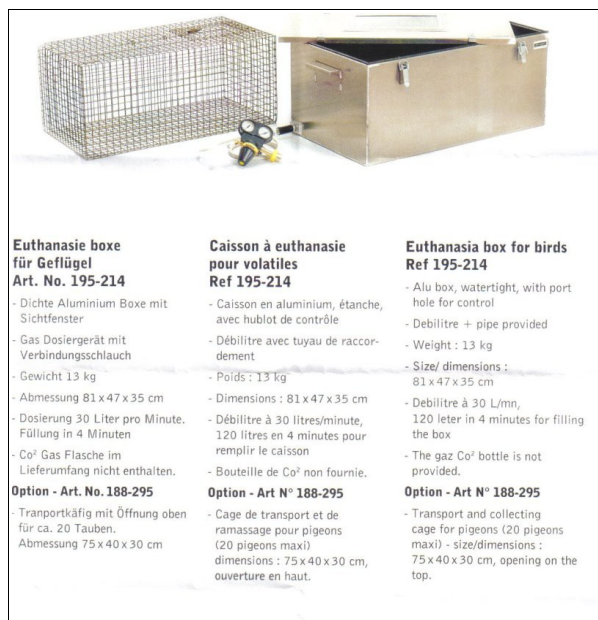 Euthanasie boxe
für Geflügel
Art. No. 195-214
- Dichte Aluminium Boxe mit
Sichtfenster
- Gas Dosiergerät mit
Verbindungsschlauch
- Gewicht 13 kg
- Abmessung 81 x 47 x 35 cm
- Dosierung 30 Liter pro Minute.
Füllung in 4 Minuten
- Co² Gas Flasche im
Lieferumfang nicht enthalten.
Option - Art. No. 188-295
- Tranportkäfig mit Öffnung oben
für ca. 20 Tauben.
Abmessung 75 x 40 x 30 cm
Caisson à euthanasie
pour volatiles
Ref 195-214
- Caisson en aluminium, étanche,
avec hublot de contrôle
- Débilitre avec tuyau de raccor-
dement
- Poids : 13 kg
- Dimensions : 81 x 47 x 35 cm
- Débilitre à 30 litres/minute,
120 litres en 4 minutes pour
remplir le caisson
- Bouteille de Co² non fournie.
Option - Art N° 188-295
- Cage de transport et de
ramassage pour pigeons
(20 pigeons maxi)
dimensions : 75 x 40 x 30 cm,
ouverture en haut.
Euthanasia box for birds
Ref 195-214
- Alu box, watertight, with port
hole for control
- Debilitre + pipe provided
- Weight : 13 kg
- Size/ dimensions :
81 x 47 x 35 cm
- Debilitre à 30 L/mn,
120 leter in 4 minutes for filling
the box
- The gaz Co² bottle is not
provided.
Option - Art N° 188-295
- Transport and collecting
cage for pigeons (20 pigeons
maxi) - size/dimensions :
75 x 40 x 30 cm, opening on the
top.